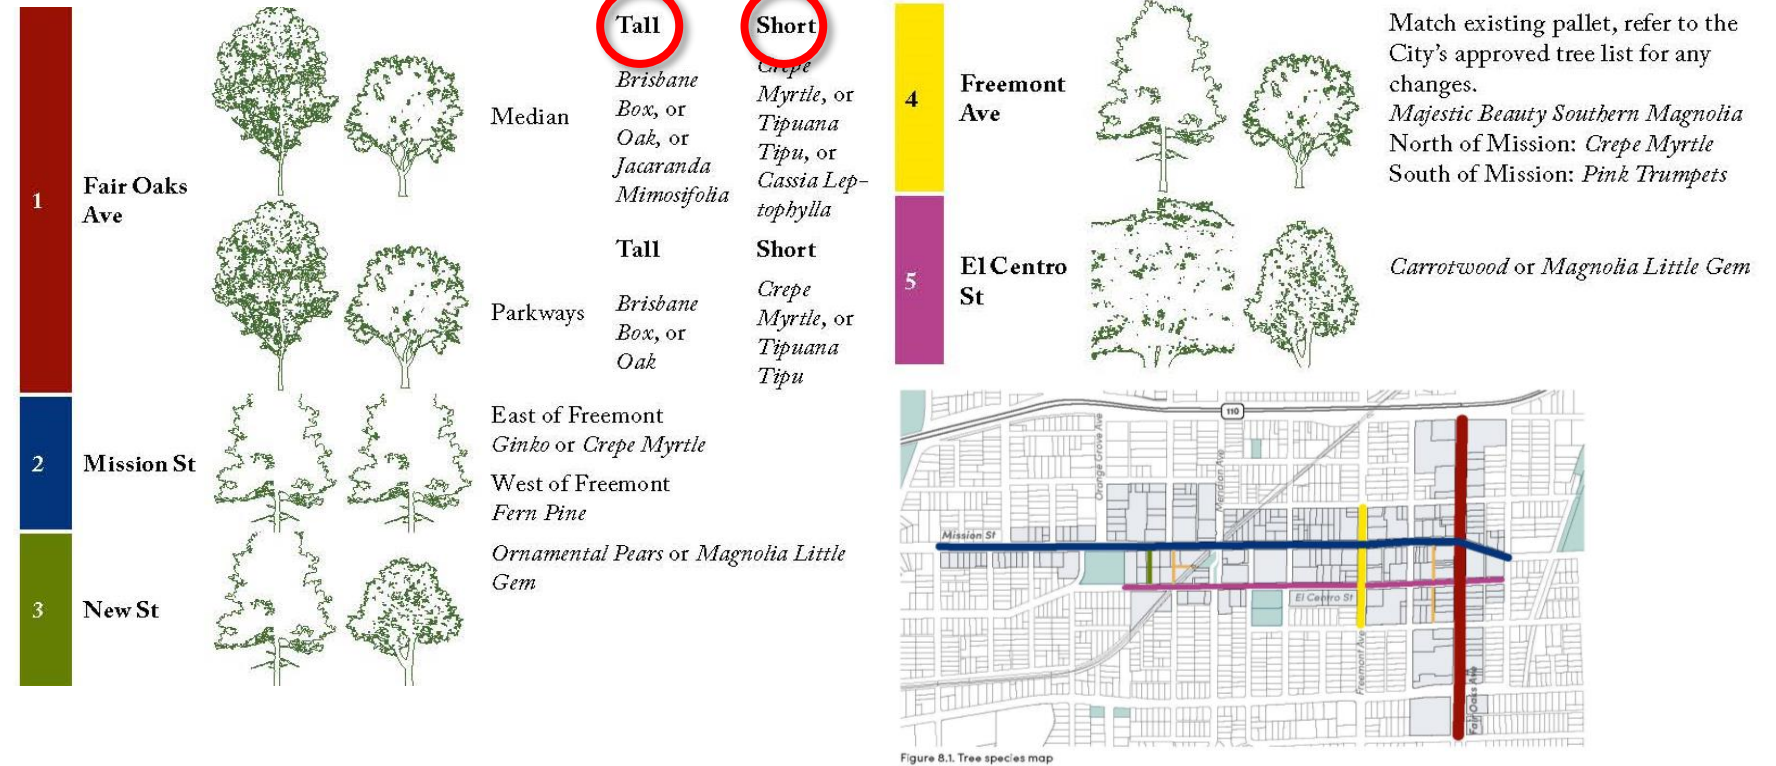 1
Fair Oaks
Ave
Median
Tall
Brisbane
Box, or
Oak, or
Jacaranda
Mimosifolia
Short
Crepe
Myrtle, or
Tipuana
Tipu, or
Cassia Lep-
tophylla
Parkways
Tall
Brisbane
Box, or
Oak
Short
Crepe
Myrtle, or
Tipuana
Tipu
2
Mission St
East of Freemont
Ginko or Crepe Myrtle
West of Freemont
Fern Pine
3
New St
Ornamental Pears or Magnolia Little
Gem
4
Freemont
Ave
Match existing pallet, refer to the
City's approved tree list for any
changes.
Majestic Beauty Southern Magnolia
North of Mission: Crepe Myrtle
South of Mission: Pink Trumpets
5
El Centro
St
Carrotwood or Magnolia Little Gem
110
Orange Grove Ave
Meridian Ave
Mission St
El Centro St
Freemont Ave
Fair Oaks Ave
Figure 8.1. Tree species map